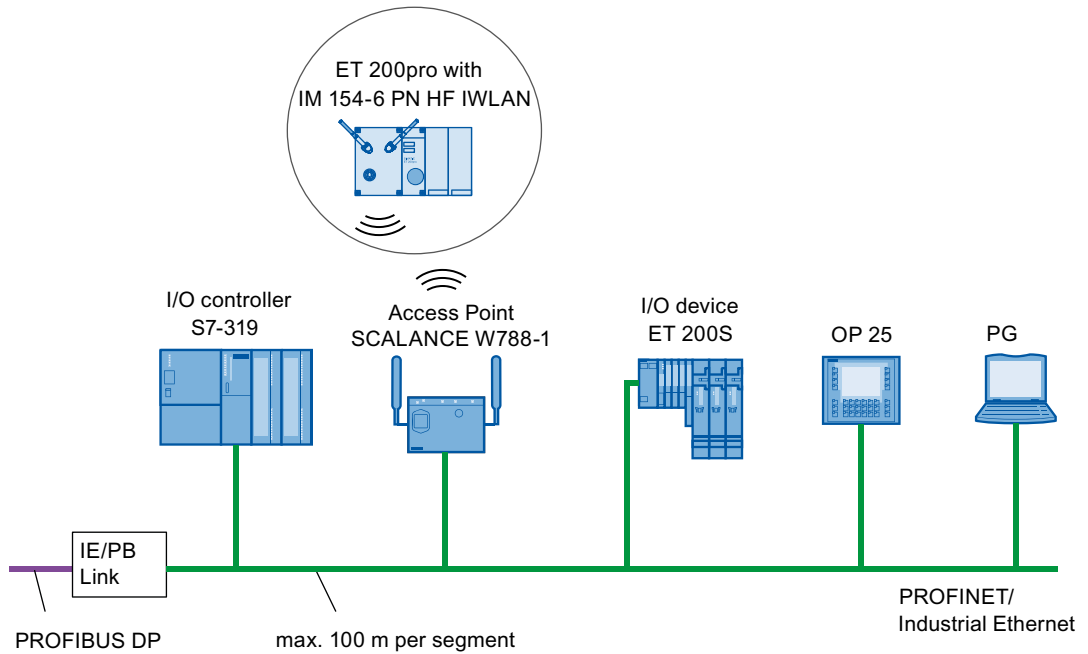 ET 200pro with
IM 154-6 PN HF IWLAN
I/O controller
S7-319
Access Point
SCALANCE W788-1
I/O device
ET 200S
OP 25
PG
IE/PB
Link
PROFIBUS DP
max. 100 m per segment
PROFINET/
Industrial Ethernet